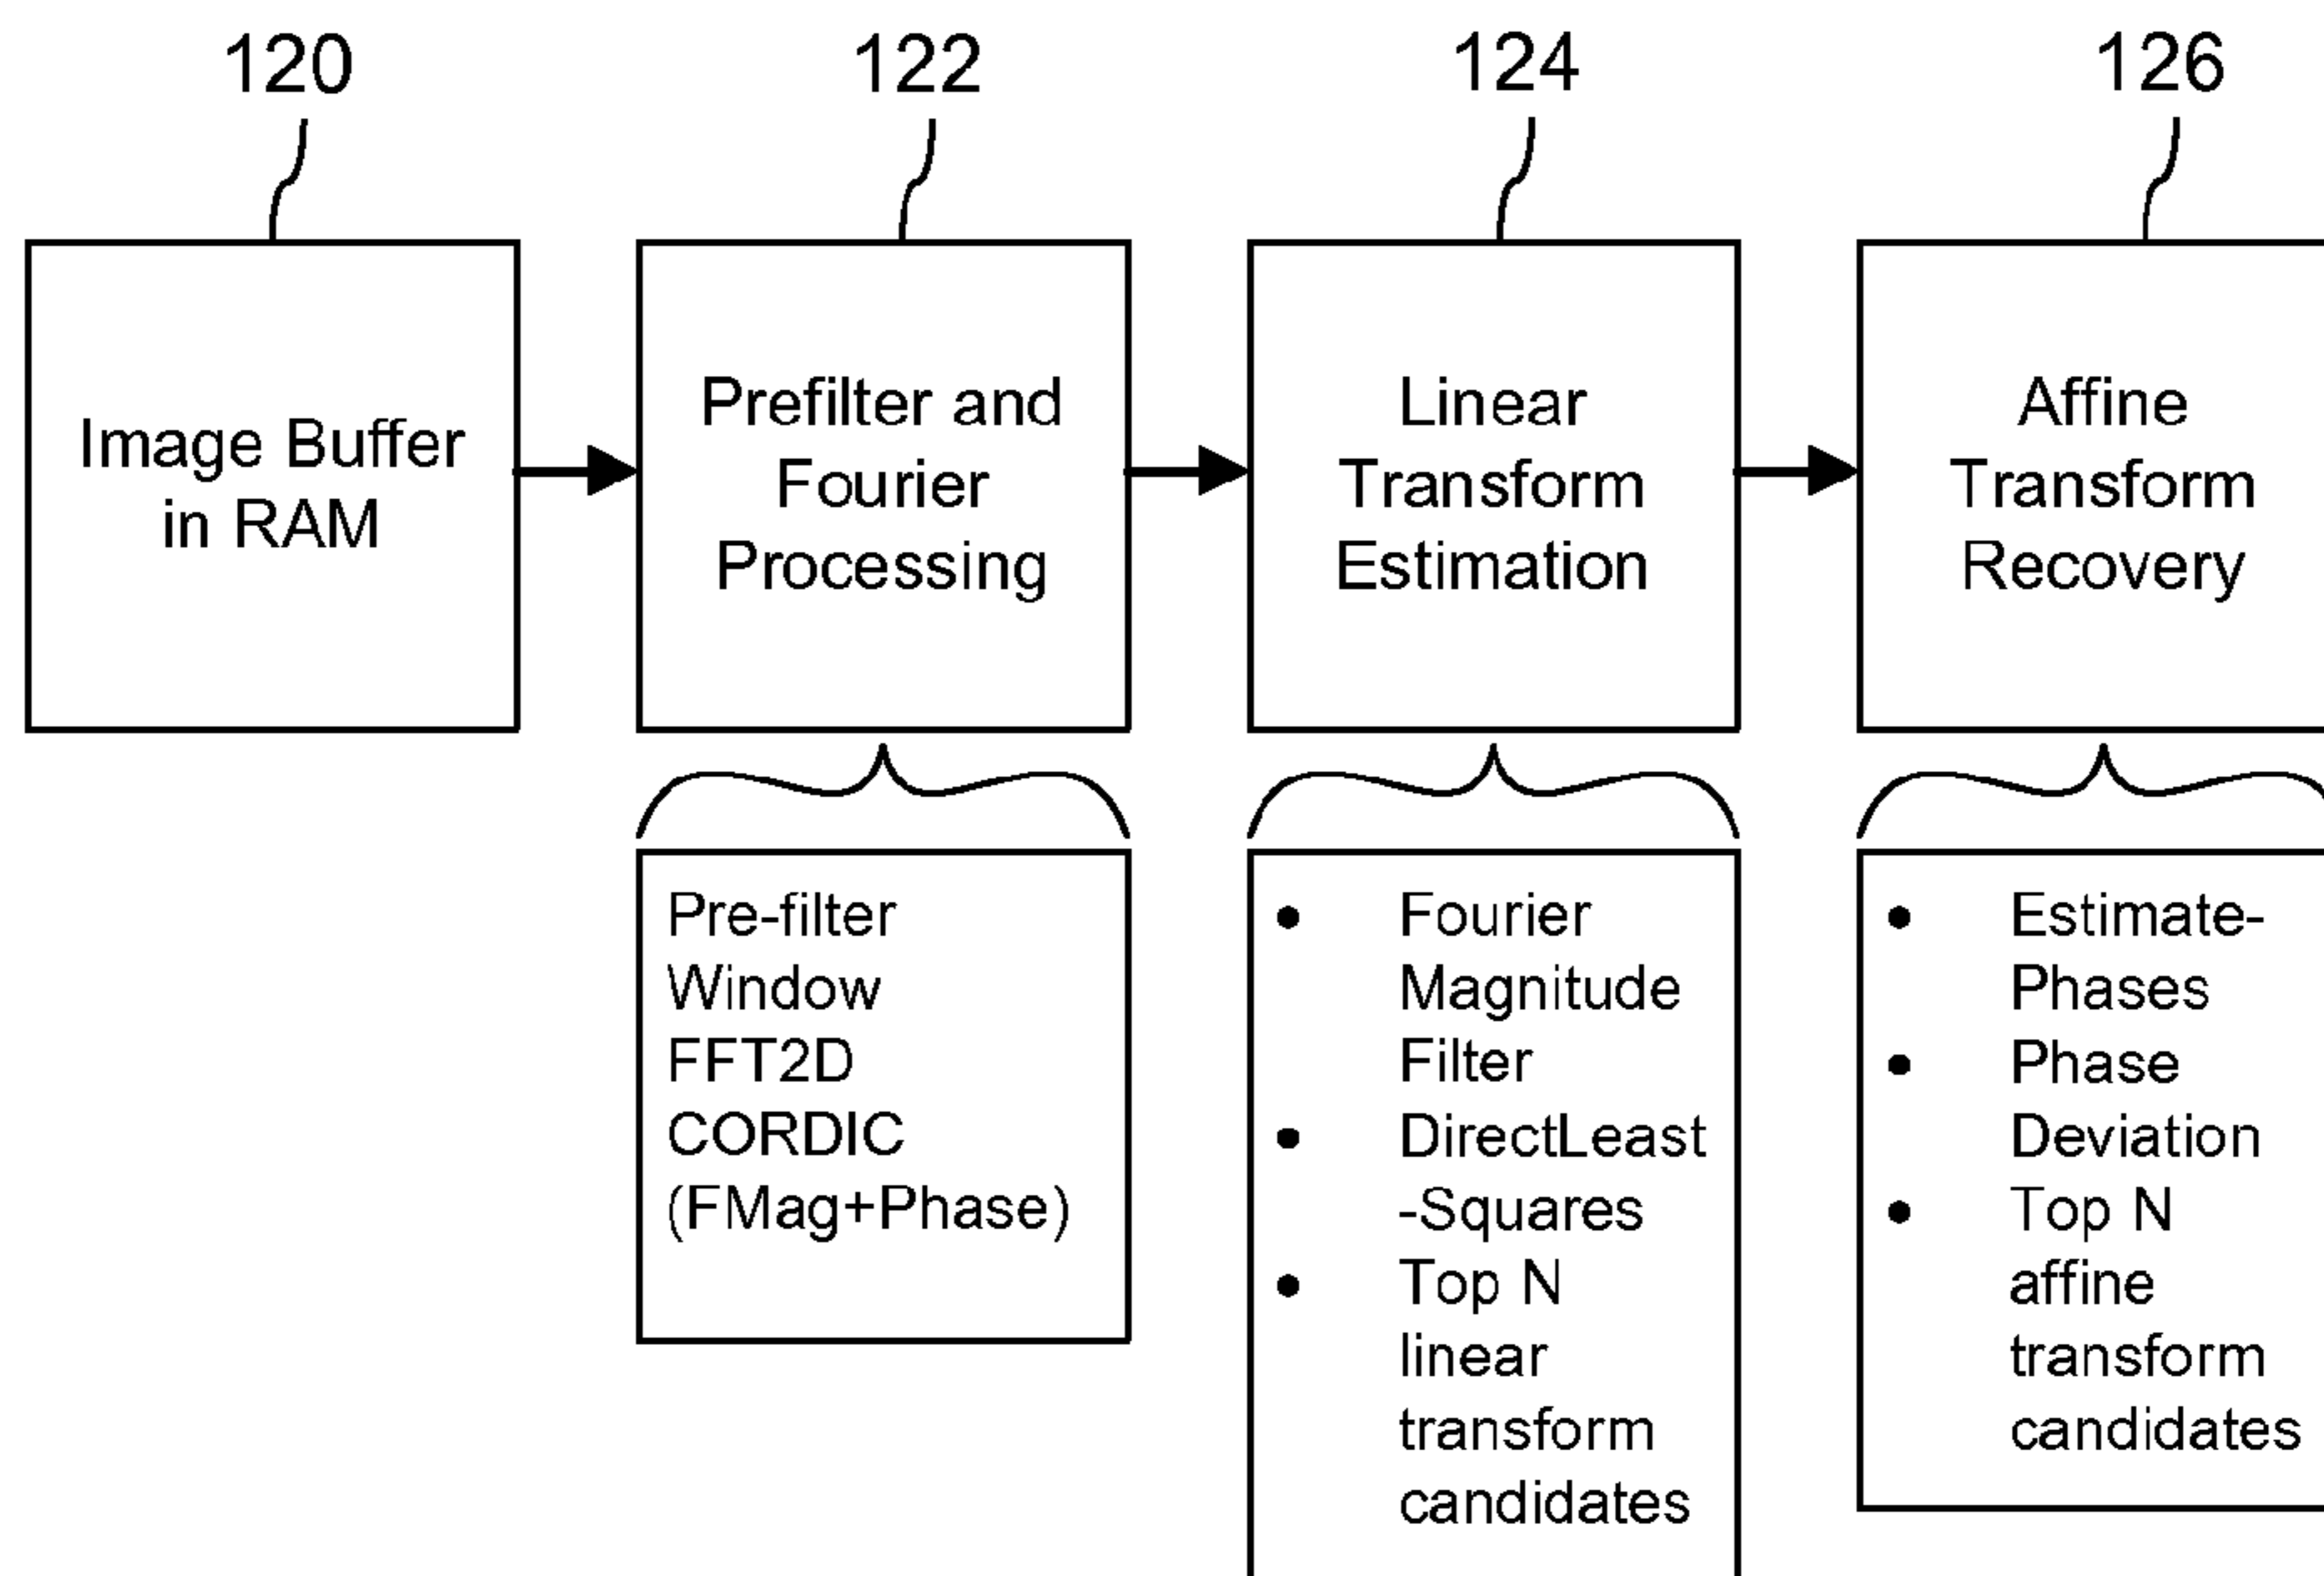 120
122
124
126
Image Buffer
in RAM
Prefilter and
Fourier
Processing
Linear
Transform
Estimation
Affine
Transform
Recovery
Pre-filter
Window
FFT2D
CORDIC
(FMag+Phase)
• Fourier
Magnitude
Filter
• DirectLeast
-Squares
• Top N
linear
transform
candidates
• Estimate-
Phases
• Phase
Deviation
• Top N
affine
transform
candidates